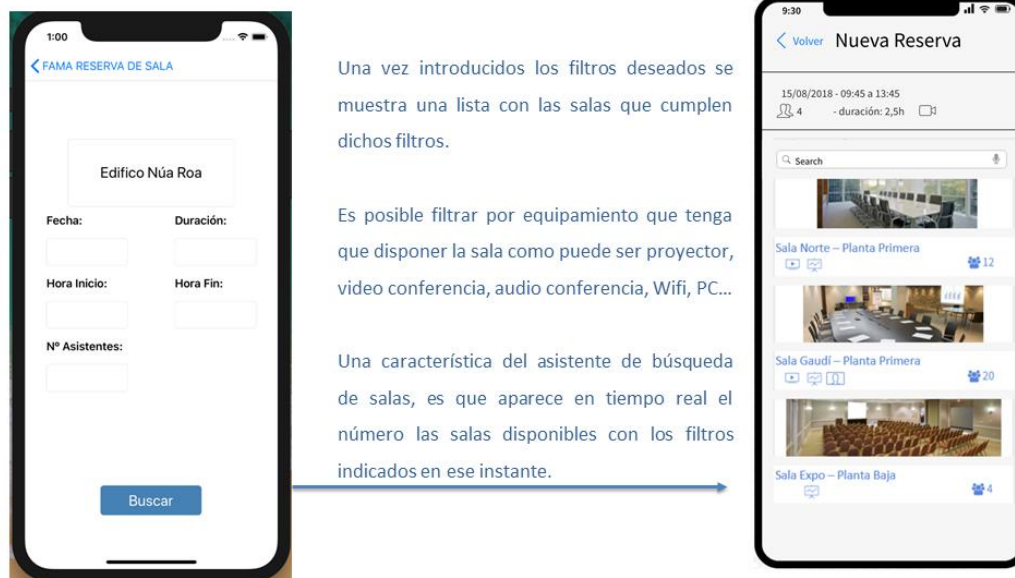 1:00
FAMA RESERVA DE SALA
Edifico Núa Roa
Fecha:
Duración:
Hora Inicio:
Hora Fin:
Nº Asistentes:
Buscar
Una vez introducidos los filtros deseados se
muestra una lista con las salas que cumplen
dichos filtros.
Es posible filtrar por equipamiento que tenga
que disponer la sala como puede ser proyector,
video conferencia, audio conferencia, Wifi, PC...
Una característica del asistente de búsqueda
de salas, es que aparece en tiempo real el
número las salas disponibles con los filtros
indicados en ese instante.
9:30
Volver Nueva Reserva
15/08/2018 - 09:45 a 13:45
4 - duración: 2,5h
Search
Sala Norte – Planta Primera
12
Sala Gaudí – Planta Primera
20
Sala Expo – Planta Baja
4